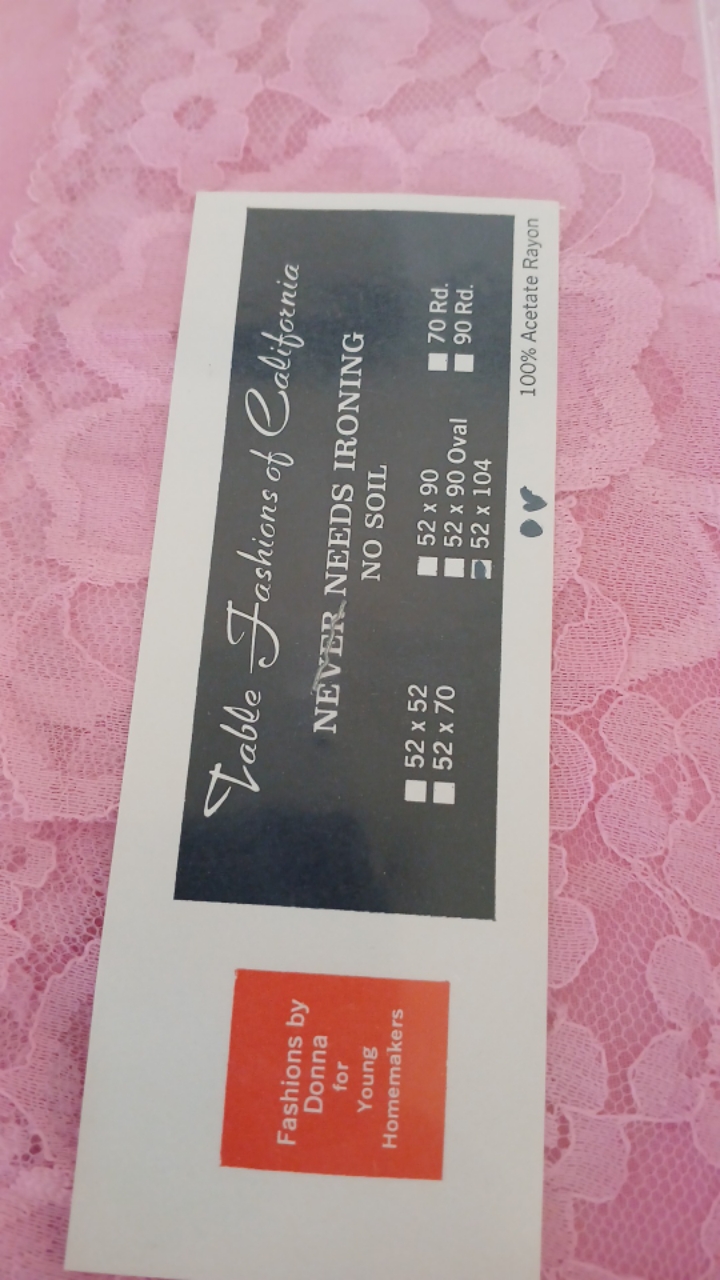 Table Fashions of California
NEVER NEEDS IRONING
NO SOIL
52 x 52
52 x 70
52 x 90
52 x 90 Oval
52 x 104
70 Rd.
90 Rd.
100% Acetate Rayon
Fashions by
Donna
for
Young
Homemakers